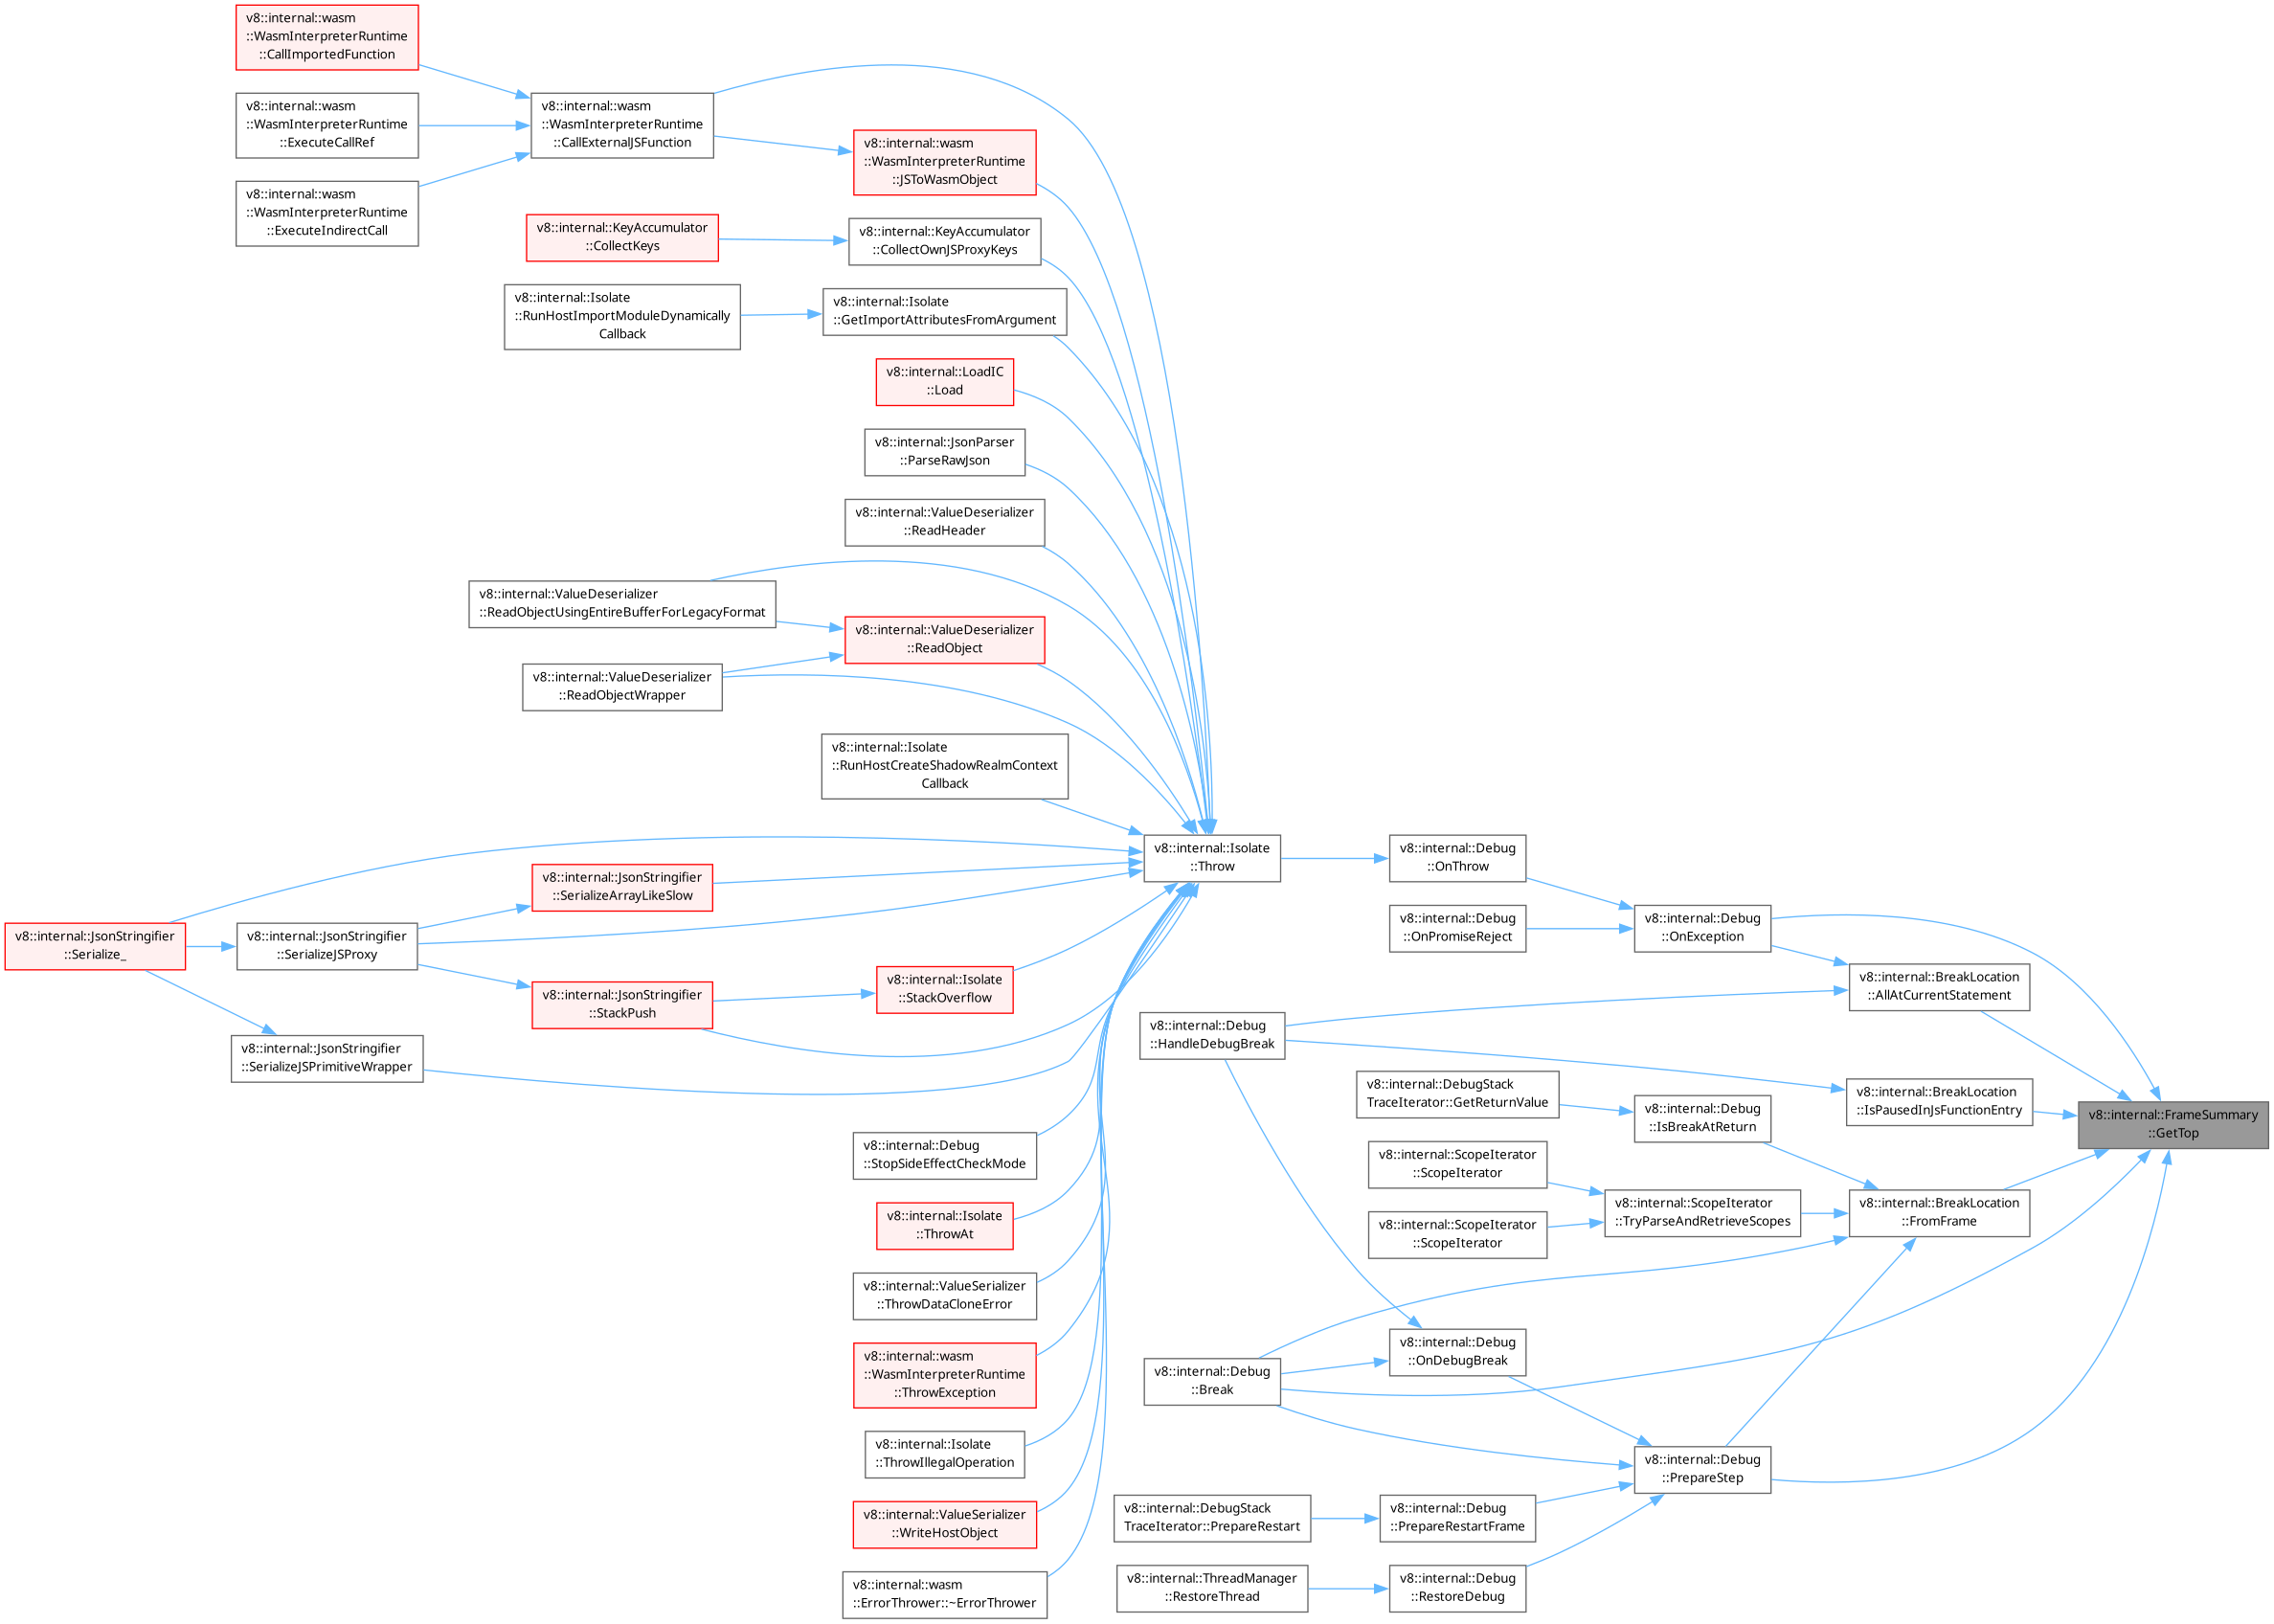 v8::internal::wasm
::WasmInterpreterRuntime
::CallImportedFunction
v8::internal::wasm
::WasmInterpreterRuntime
::ExecuteCallRef
v8::internal::wasm
::WasmInterpreterRuntime
::ExecuteIndirectCall
v8::internal::wasm
::WasmInterpreterRuntime
::CallExternalJSFunction
v8::internal::wasm
::WasmInterpreterRuntime
::JSToWasmObject
v8::internal::KeyAccumulator
::CollectKeys
v8::internal::KeyAccumulator
::CollectOwnJSProxyKeys
v8::internal::Isolate
::RunHostImportModuleDynamically
Callback
v8::internal::Isolate
::GetImportAttributesFromArgument
v8::internal::LoadIC
::Load
v8::internal::JsonParser
::ParseRawJson
v8::internal::ValueDeserializer
::ReadHeader
v8::internal::ValueDeserializer
::ReadObjectUsingEntireBufferForLegacyFormat
v8::internal::ValueDeserializer
::ReadObject
v8::internal::ValueDeserializer
::ReadObjectWrapper
v8::internal::Isolate
::RunHostCreateShadowRealmContext
Callback
v8::internal::JsonStringifier
::Serialize_
v8::internal::JsonStringifier
::SerializeJSProxy
v8::internal::JsonStringifier
::SerializeJSPrimitiveWrapper
v8::internal::JsonStringifier
::SerializeArrayLikeSlow
v8::internal::JsonStringifier
::StackPush
v8::internal::Isolate
::StackOverflow
v8::internal::Debug
::StopSideEffectCheckMode
v8::internal::Isolate
::ThrowAt
v8::internal::ValueSerializer
::ThrowDataCloneError
v8::internal::wasm
::WasmInterpreterRuntime
::ThrowException
v8::internal::Isolate
::ThrowIllegalOperation
v8::internal::ValueSerializer
::WriteHostObject
v8::internal::wasm
::ErrorThrower::~ErrorThrower
v8::internal::Isolate
::Throw
v8::internal::Debug
::OnThrow
v8::internal::Debug
::OnPromiseReject
v8::internal::Debug
::OnException
v8::internal::BreakLocation
::AllAtCurrentStatement
v8::internal::Debug
::HandleDebugBreak
v8::internal::BreakLocation
::IsPausedInJsFunctionEntry
v8::internal::DebugStack
TraceIterator::GetReturnValue
v8::internal::Debug
::IsBreakAtReturn
v8::internal::FrameSummary
::GetTop
v8::internal::ScopeIterator
::ScopeIterator
v8::internal::ScopeIterator
::ScopeIterator
v8::internal::ScopeIterator
::TryParseAndRetrieveScopes
v8::internal::BreakLocation
::FromFrame
v8::internal::Debug
::OnDebugBreak
v8::internal::Debug
::Break
v8::internal::Debug
::PrepareStep
v8::internal::DebugStack
TraceIterator::PrepareRestart
v8::internal::Debug
::PrepareRestartFrame
v8::internal::ThreadManager
::RestoreThread
v8::internal::Debug
::RestoreDebug